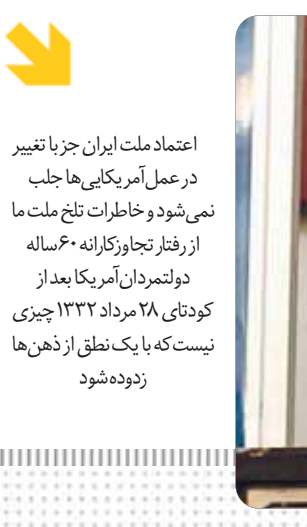 اعتماد ملت ایران جز با تغییر
در عمل آمریکایی‌ها جلب
نمی‌شود و خاطرات تلخ ملت ما
از رفتار تجاوزکارانه ۶۰ ساله
دولتمردان آمریکا بعد از
کودتای ۲۸ مرداد ۱۳۳۲ چیزی
نیست که با یک نطق از ذهن‌ها
زدوده شود